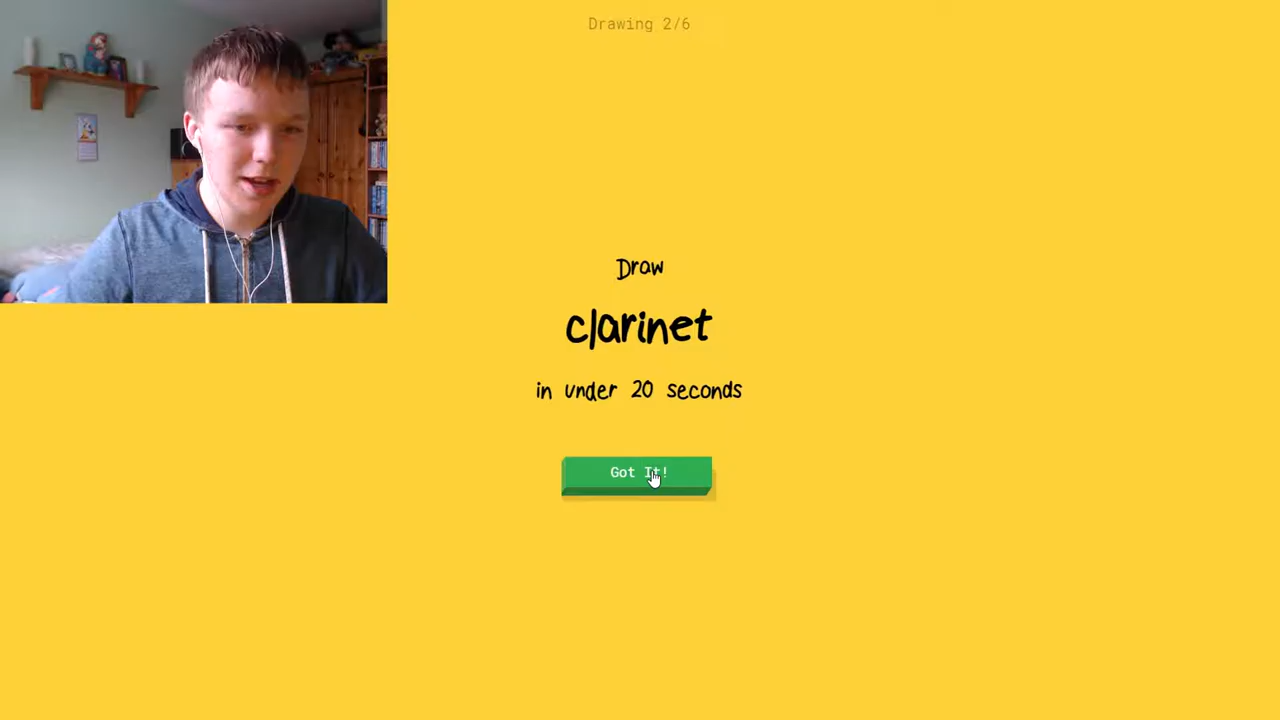 Drawing 2/6
Draw
clarinet
in under 20 seconds
Got It!